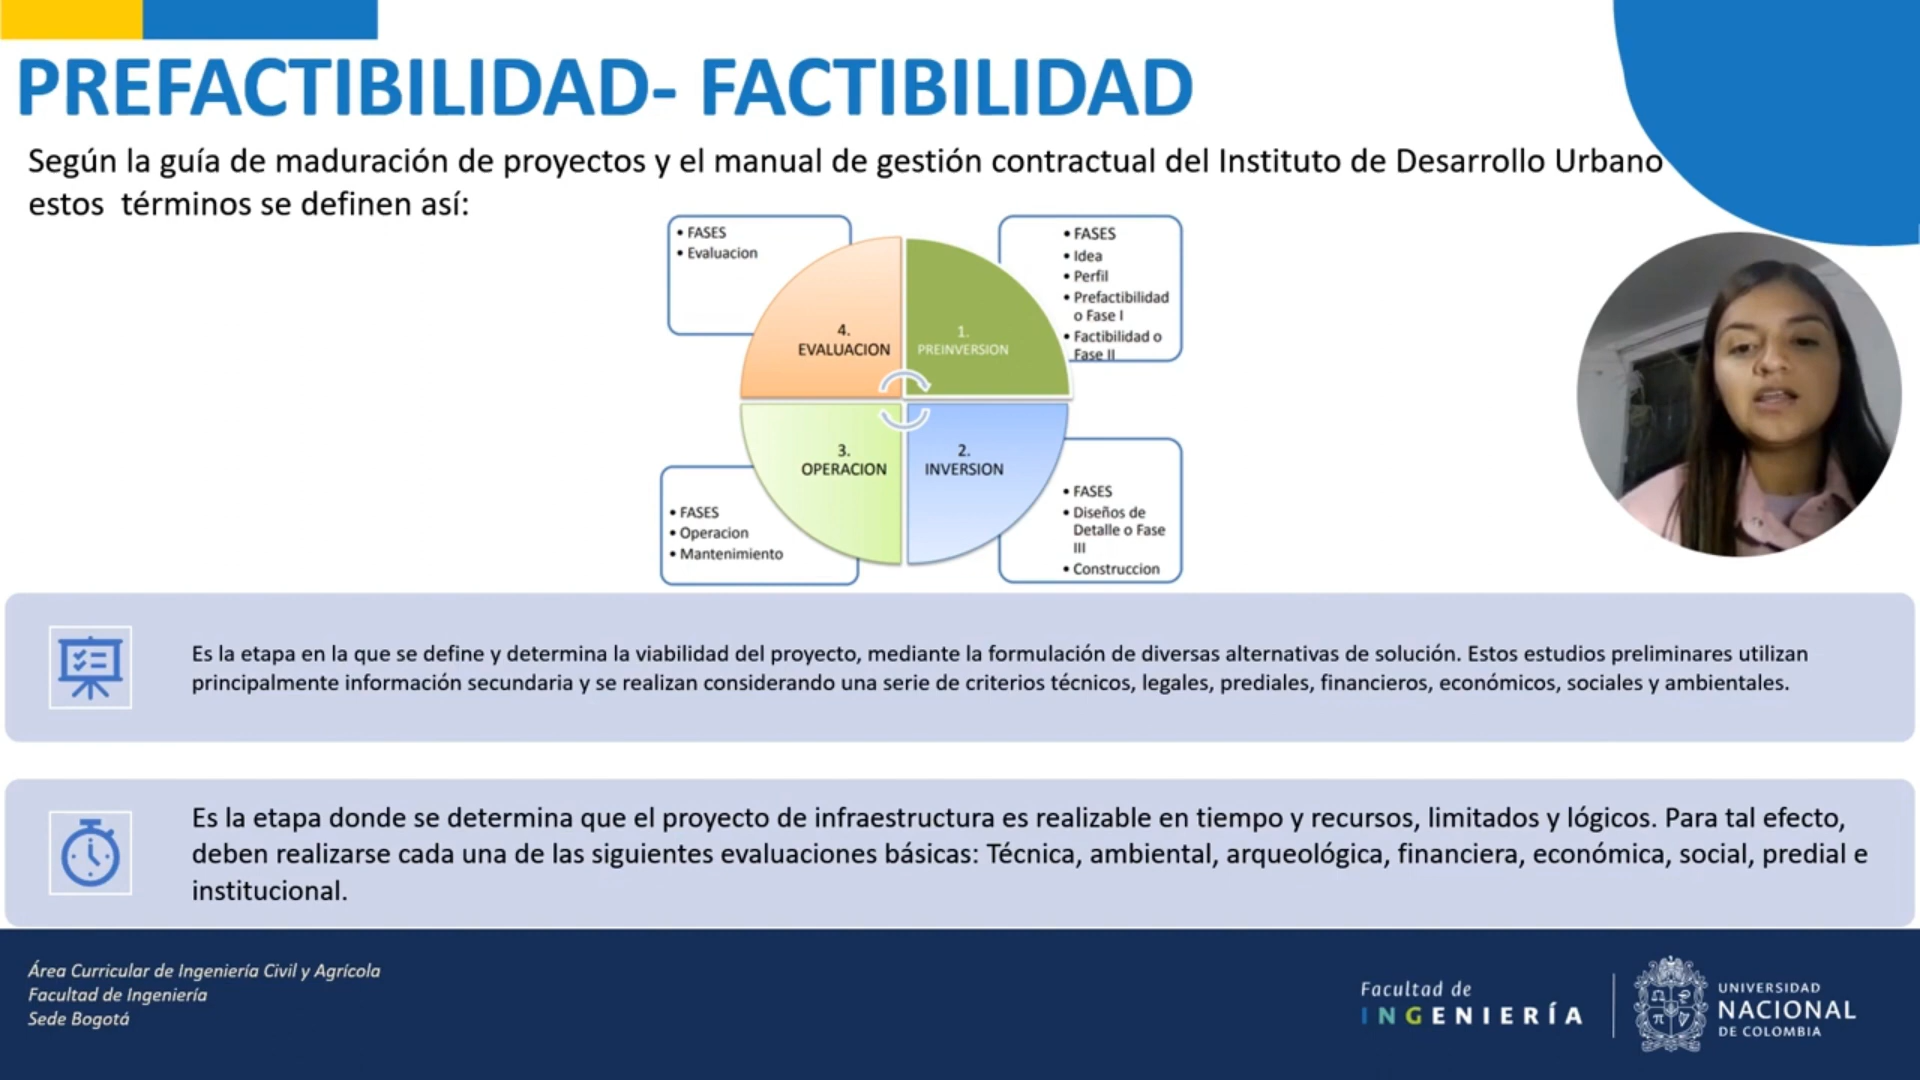 PREFACTIBILIDAD- FACTIBILIDAD
Según la guía de maduración de proyectos y el manual de gestión contractual del Instituto de Desarrollo Urbano
estos términos se definen así:
• FASES
• Evaluacion
• FASES
• Idea
• Perfil
• Prefactibilidad
o Fase I
• Factibilidad o
Fase II
4.
EVALUACION
1.
PREINVERSION
3.
OPERACION
2.
INVERSION
• FASES
• Operacion
• Mantenimiento
• FASES
• Diseños de
Detalle o Fase
III
• Construccion
Es la etapa en la que se define y determina la viabilidad del proyecto, mediante la formulación de diversas alternativas de solución. Estos estudios preliminares utilizan
principalmente información secundaria y se realizan considerando una serie de criterios técnicos, legales, prediales, financieros, económicos, sociales y ambientales.
Es la etapa donde se determina que el proyecto de infraestructura es realizable en tiempo y recursos, limitados y lógicos. Para tal efecto,
deben realizarse cada una de las siguientes evaluaciones básicas: Técnica, ambiental, arqueológica, financiera, económica, social, predial e
institucional.
Área Curricular de Ingeniería Civil y Agrícola
Facultad de Ingeniería
Sede Bogotá
Facultad de
INGENIERÍA
UNIVERSIDAD
NACIONAL
DE COLOMBIA